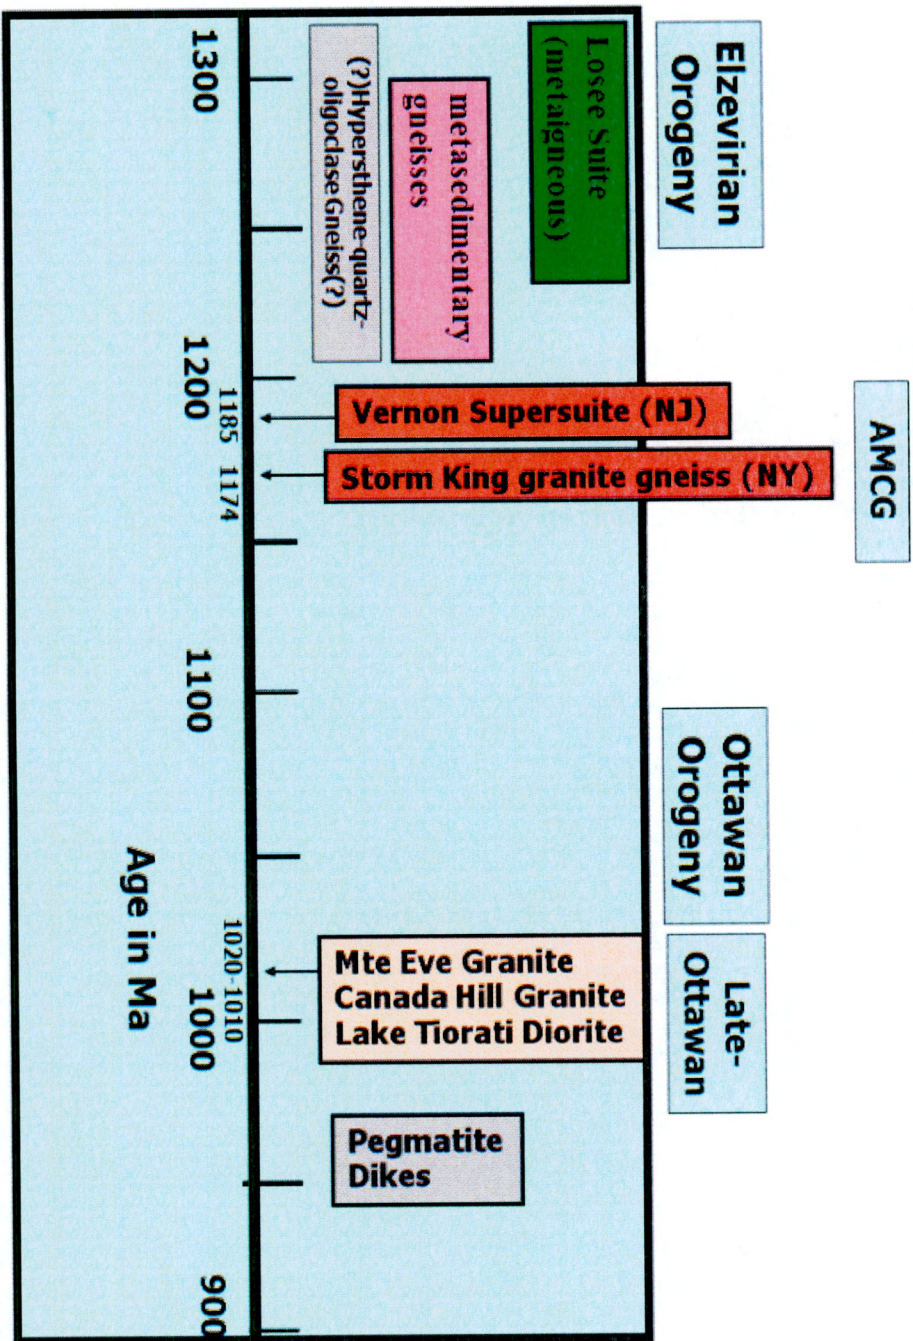 Elzevirian
Orogeny
AMCG
Ottawan
Orogeny
Late-
Ottawan
Losee Suite
(metaigneous)
metasedimentary
gneisses
(?)Hypersthene-quartz-
oligoclase Gneiss(?)
Vernon Supersuite (NJ)
Storm King granite gneiss (NY)
Mte Eve Granite
Canada Hill Granite
Lake Tiorati Diorite
Pegmatite
Dikes
1300
1200
1185
1174
1100
1020-1010
1000
900
Age in Ma